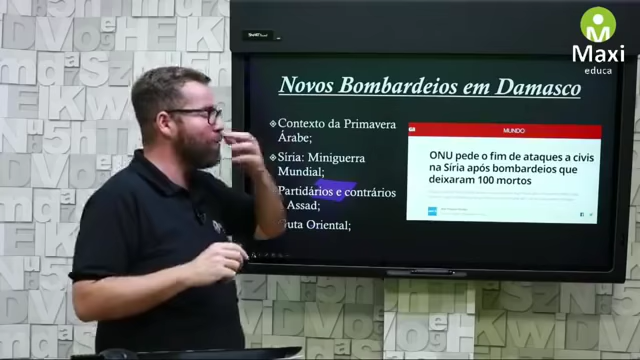 Maxi
educa
Novos Bombardeios em Damasco
Contexto da Primavera
Árabe;
Síria: Miniguerra
Mundial;
Partidários e contrários
Assad;
Guta Oriental;
MUNDO
ONU pede o fim de ataques a civis
na Síria após bombardeios que
deixaram 100 mortos